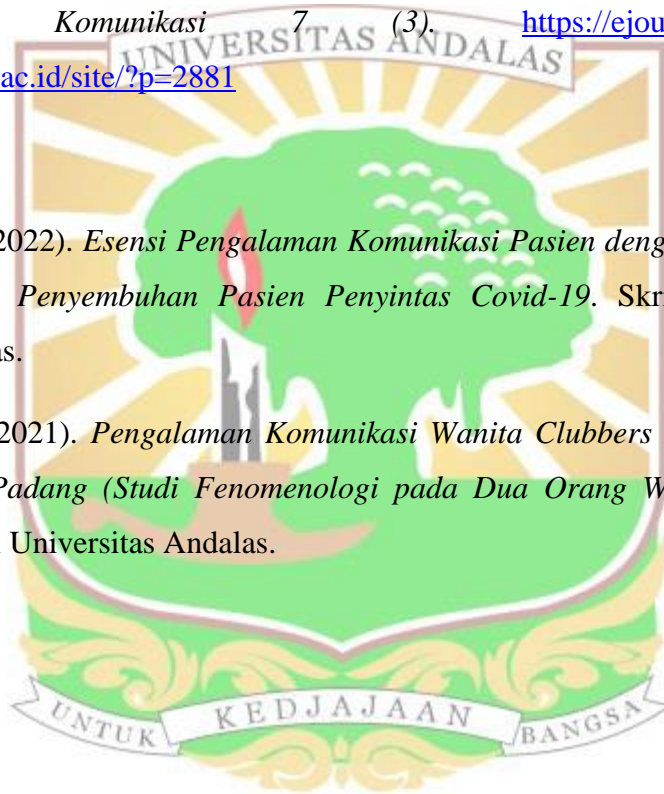 Komunikasi 7 (3). https://ejou
UNIVERSITAS ANDALAS
ac.id/site/?p=2881
2022). Esensi Pengalaman Komunikasi Pasien deng
Penyembuhan Pasien Penyintas Covid-19. Skr
as.
2021). Pengalaman Komunikasi Wanita Clubbers
Padang (Studi Fenomenologi pada Dua Orang W
Universitas Andalas.
UNTUK KEDJAJAAN BANGSA